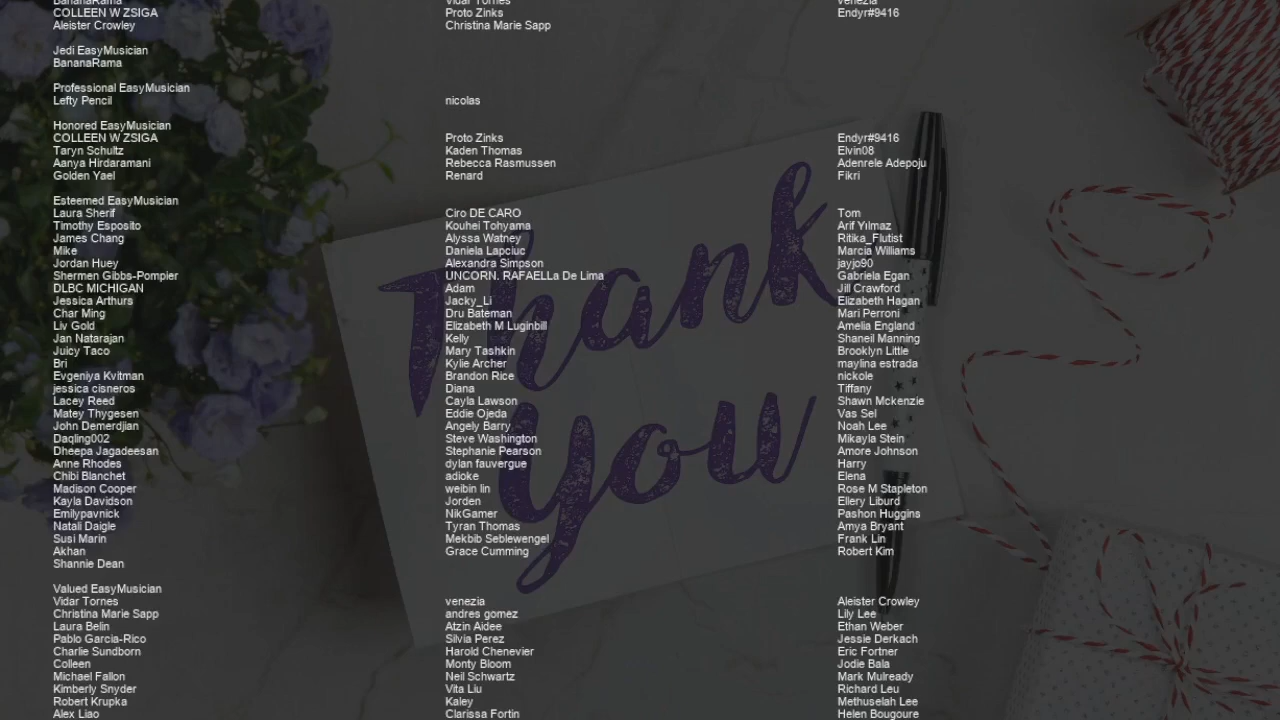 BananaRama Vidar Tornes venezia
COLLEEN W ZSIGA Proto Zinks Endyr#9416
Aleister Crowley Christina Marie Sapp
Jedi EasyMusician
BananaRama
Professional EasyMusician
Lefty Pencil nicolas
Honored EasyMusician
COLLEEN W ZSIGA Proto Zinks Endyr#9416
Taryn Schultz Kaden Thomas Elvin08
Aanya Hirdaramani Rebecca Rasmussen Adenrele Adepoju
Golden Yael Renard Fikri
Esteemed EasyMusician
Laura Sherif Ciro DE CARO Tom
Timothy Esposito Kouhei Tohyama Arif Yılmaz
James Chang Alyssa Watney Ritika_Flutist
Mike Daniela Lapciuc Marcia Williams
Jordan Huey Alexandra Simpson jayjo90
Shermen Gibbs-Pompier UNCORN. RAFAELLa De Lima Gabriela Egan
DLBC MICHIGAN Adam Jill Crawford
Jessica Arthurs Jacky_Li Elizabeth Hagan
Char Ming Dru Bateman Mari Perroni
Liv Gold Elizabeth M Luginbill Amelia England
Jan Natarajan Kelly Shaneil Manning
Juicy Taco Mary Tashkin Brooklyn Little
Bri Kylie Archer maylina estrada
Evgeniya Kvitman Brandon Rice nickole
jessica cisneros Diana Tiffany
Lacey Reed Cayla Lawson Shawn Mckenzie
Matey Thygesen Eddie Ojeda Vas Sel
John Demerdjian Angely Barry Noah Lee
Daqling002 Steve Washington Mikayla Stein
Dheepa Jagadeesan Stephanie Pearson Amore Johnson
Anne Rhodes dylan fauvergue Harry
Chibi Blanchet adioke Elena
Madison Cooper weibin lin Rose M Stapleton
Kayla Davidson Jorden Ellery Liburd
Emilypavnick NikGamer Pashon Huggins
Natali Daigle Tyran Thomas Amya Bryant
Susi Marin Mekbib Seblewengel Frank Lin
Akhan Grace Cumming Robert Kim
Shannie Dean
Valued EasyMusician
Vidar Tornes venezia Aleister Crowley
Christina Marie Sapp andres gomez Lily Lee
Laura Belin Atzin Aidee Ethan Weber
Pablo Garcia-Rico Silvia Perez Jessie Derkach
Charlie Sundborn Harold Chenevier Eric Fortner
Colleen Monty Bloom Jodie Bala
Michael Fallon Neil Schwartz Mark Mulready
Kimberly Snyder Vita Liu Richard Leu
Robert Krupka Kaley Methuselah Lee
Alex Liao Clarissa Fortin Helen Bougoure
Thank
you